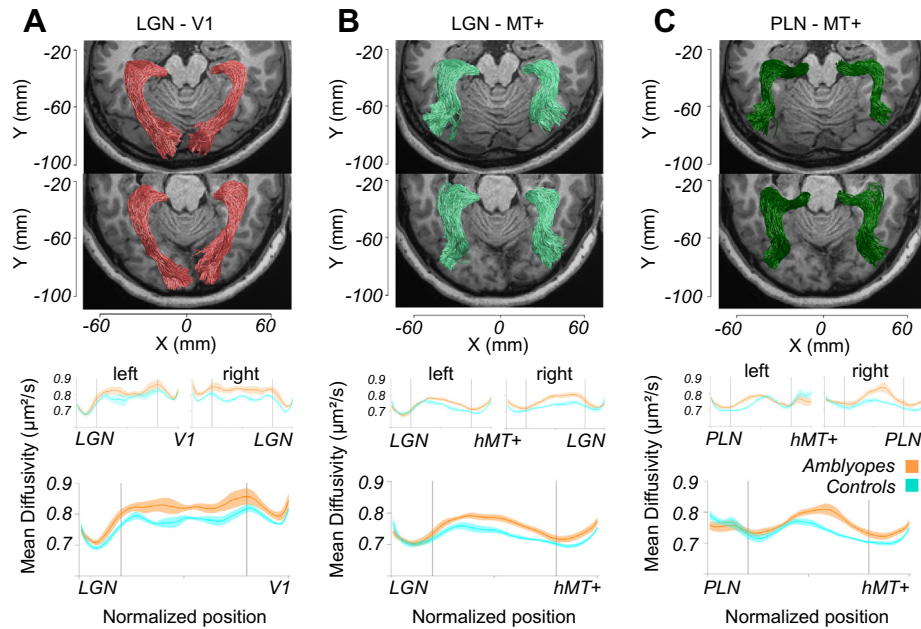 A LGN - V1
B LGN - MT+
C PLN - MT+
-20 -20 -20
Y (mm) Y (mm) Y (mm)
-60 -60 -60
-100 -100 -100
-20 -20 -20
Y (mm) Y (mm) Y (mm)
-60 -60 -60
-100 -100 -100
-60 0 60 -60 0 60 -60 0 60
X (mm) X (mm) X (mm)
Mean Diffusivity (µm²/s)
0.9
0.8
0.7
left right
LGN V1 LGN
Mean Diffusivity (µm²/s)
0.9
0.8
0.7
left right
LGN hMT+ LGN
Mean Diffusivity (µm²/s)
0.9
0.8
0.7
left right
PLN hMT+ PLN
Amblyopes
Controls
0.9
0.8
0.7
LGN V1
Normalized position
0.9
0.8
0.7
LGN hMT+
Normalized position
0.9
0.8
0.7
PLN hMT+
Normalized position